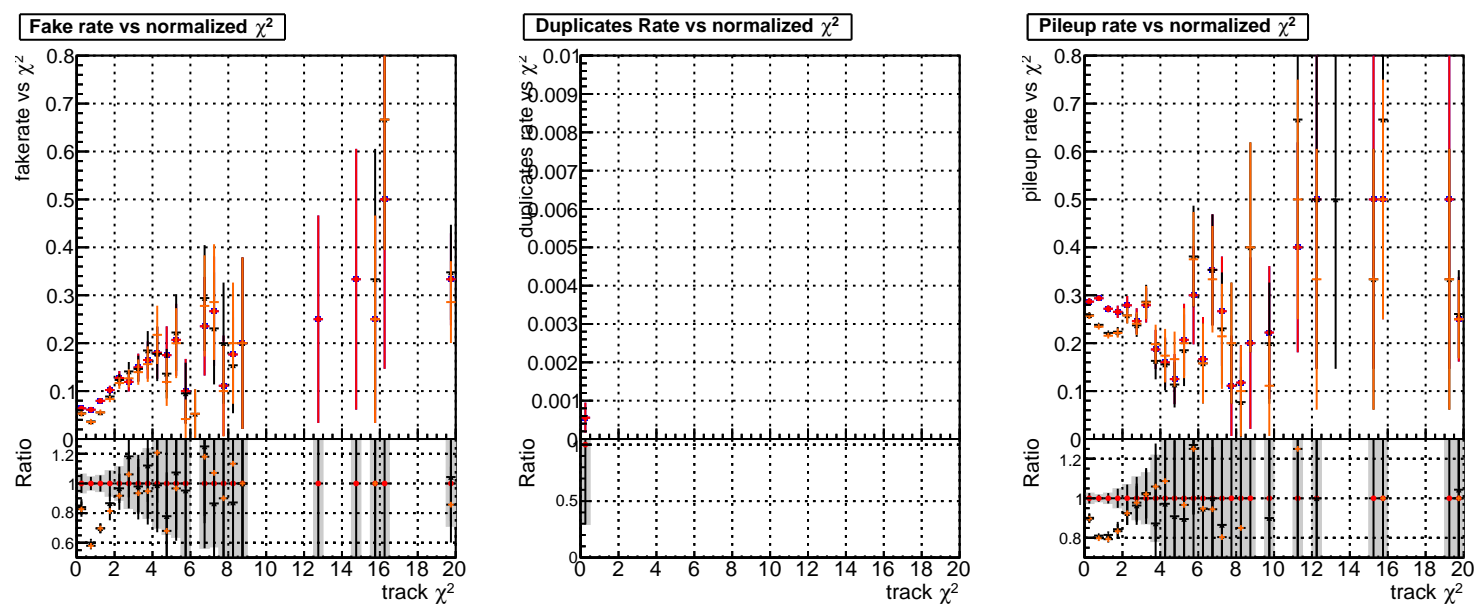 Fake rate vs normalized χ²
fakerate vs χ²
0.8
0.7
0.6
0.5
0.4
0.3
0.2
0.1
0
Ratio
1.2
1
0.8
0.6
0 2 4 6 8 10 12 14 16 18 20
track χ²
Duplicates Rate vs normalized χ²
duplicates rate vs χ²
0.01
0.009
0.008
0.007
0.006
0.005
0.004
0.003
0.002
0.001
0
Ratio
0.5
0
0 2 4 6 8 10 12 14 16 18 20
track χ²
Pileup rate vs normalized χ²
pileup rate vs χ²
0.8
0.7
0.6
0.5
0.4
0.3
0.2
0.1
0
Ratio
1.2
1
0.8
0 2 4 6 8 10 12 14 16 18 20
track χ²